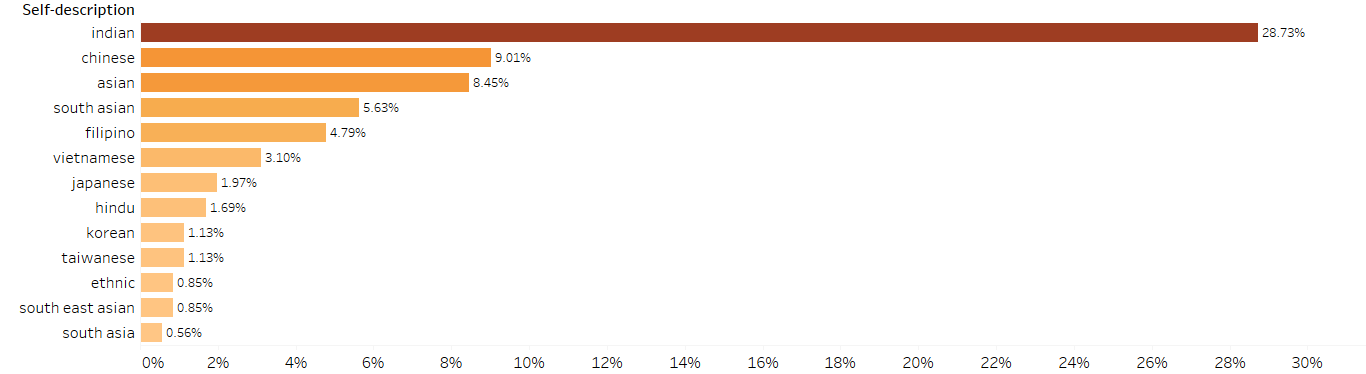 Self-description
indian 28.73%
chinese 9.01%
asian 8.45%
south asian 5.63%
filipino 4.79%
vietnamese 3.10%
japanese 1.97%
hindu 1.69%
korean 1.13%
taiwanese 1.13%
ethnic 0.85%
south east asian 0.85%
south asia 0.56%
0% 2% 4% 6% 8% 10% 12% 14% 16% 18% 20% 22% 24% 26% 28% 30%